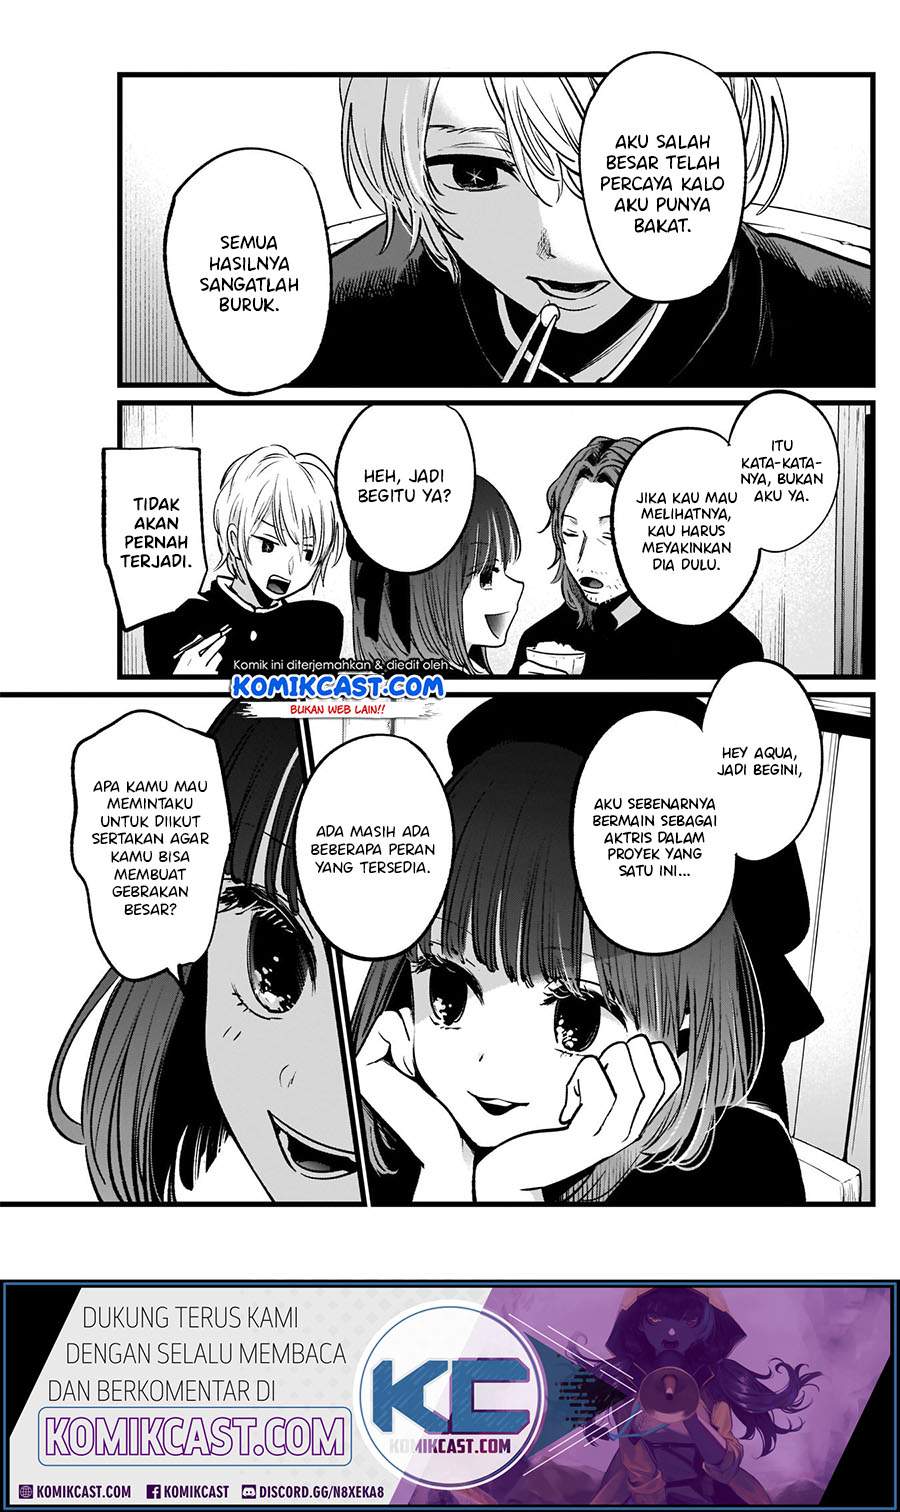 AKU SALAH
BESAR TELAH
PERCAYA KALO
AKU PUNYA
BAKAT.
SEMUA
HASILNYA
SANGATLAH
BURUK.
ITU
KATA-KATA-
NYA, BUKAN
AKU YA.
JIKA KAU MAU
MELIHATNYA,
KAU HARUS
MEYAKINKAN
DIA DULU.
HEH, JADI
BEGITU YA?
TIDAK
AKAN
PERNAH
TERJADI.
Komik ini diterjemahkan & diedit oleh
KOMIKCAST.COM
BUKAN WEB LAIN!!
HEY AQUA,
JADI BEGINI,
AKU SEBENARNYA
BERMAIN SEBAGAI
AKTRIS DALAM
PROYEK YANG
SATU INI...
ADA MASIH ADA
BEBERAPA PERAN
YANG TERSEDIA.
APA KAMU MAU
MEMINTAKU
UNTUK DIIKUT
SERTAKAN AGAR
KAMU BISA
MEMBUAT
GEBRAKAN
BESAR?
DUKUNG TERUS KAMI
DENGAN SELALU MEMBACA
DAN BERKOMENTAR DI
KOMIKCAST.COM
KC
KOMIKCAST.COM
KOMIKCAST.COM KOMIKCAST DISCORD.GG/N8XEKA8